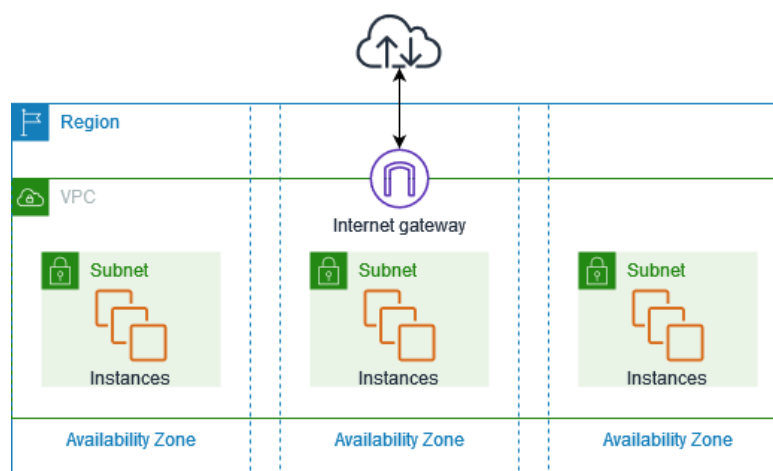 Region
VPC
Internet gateway
Subnet
Subnet
Subnet
Instances
Instances
Instances
Availability Zone
Availability Zone
Availability Zone